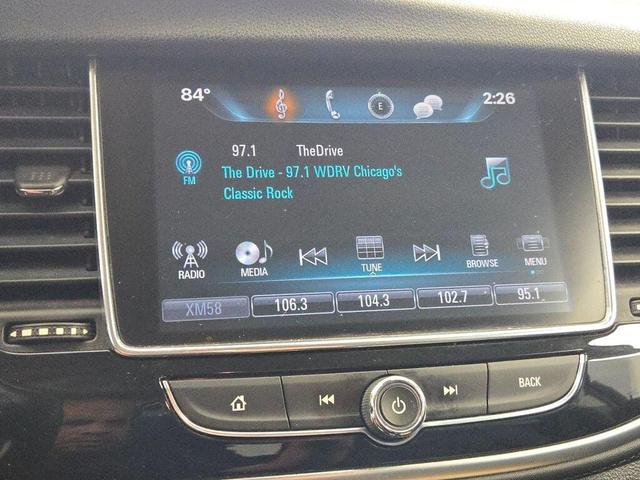 84° E 2:26
97.1 TheDrive
FM The Drive - 97.1 WDRV Chicago's
Classic Rock
RADIO MEDIA TUNE BROWSE MENU
XM58 106.3 104.3 102.7 95.1
BACK